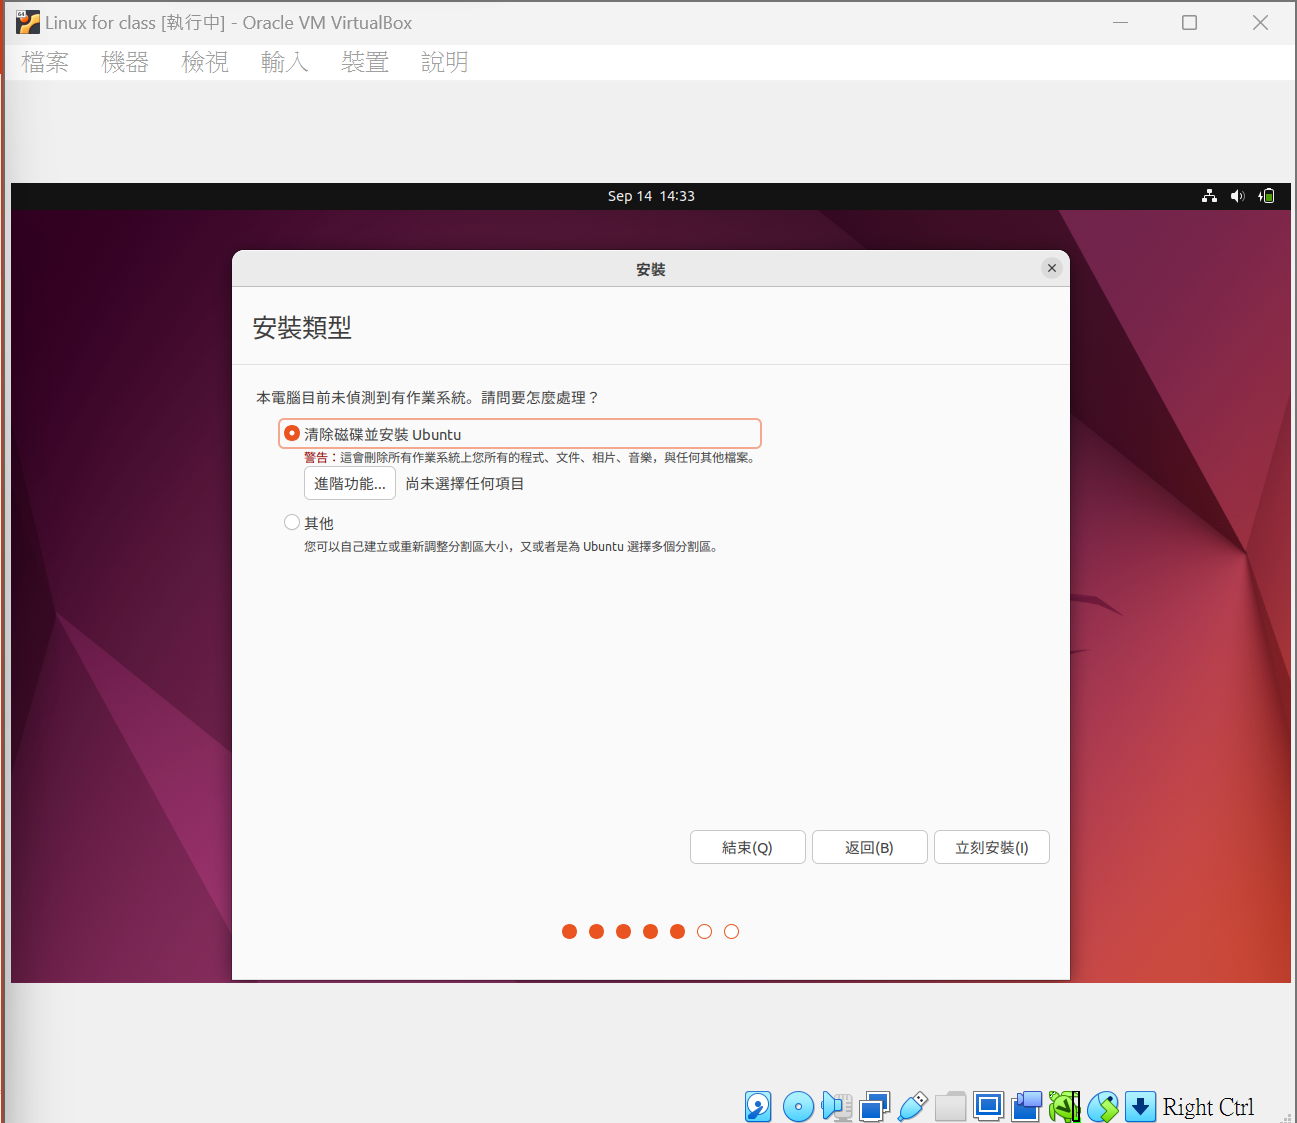 Linux for class [執行中] - Oracle VM VirtualBox
檔案 機器 檢視 輸入 裝置 說明
Sep 14 14:33
安裝
安裝類型
本電腦目前未偵測到有作業系統。請問要怎麼處理？
清除磁碟並安裝 Ubuntu
警告：這會刪除所有作業系統上您所有的程式、文件、相片、音樂，與任何其他檔案。
進階功能... 尚未選擇任何項目
其他
您可以自己建立或重新調整分割區大小，又或者是為 Ubuntu 選擇多個分割區。
結束(Q) 返回(B) 立刻安裝(I)
Right Ctrl